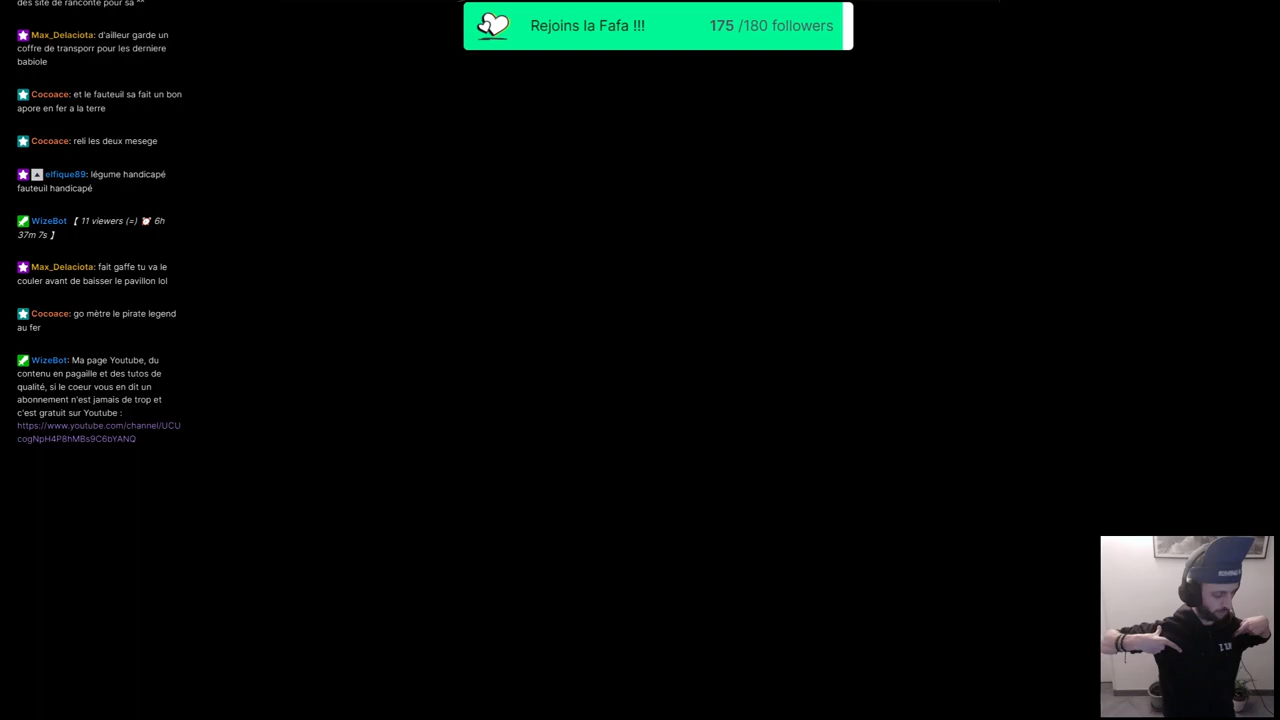 des site de ranconte pour sa ^^
Max_Delaciota: d'ailleur garde un
coffre de transporr pour les derniere
babiole
Cocoace: et le fauteuil sa fait un bon
apore en fer a la terre
Cocoace: reli les deux mesege
elfique89: légume handicapé
fauteuil handicapé
WizeBot 【 11 viewers (=) ⏰ 6h
37m 7s 】
Max_Delaciota: fait gaffe tu va le
couler avant de baisser le pavillon lol
Cocoace: go mètre le pirate legend
au fer
WizeBot: Ma page Youtube, du
contenu en pagaille et des tutos de
qualité, si le coeur vous en dit un
abonnement n'est jamais de trop et
c'est gratuit sur Youtube :
https://www.youtube.com/channel/UCU
cogNpH4P8hMBs9C6bYANQ
Rejoins la Fafa !!! 175 /180 followers